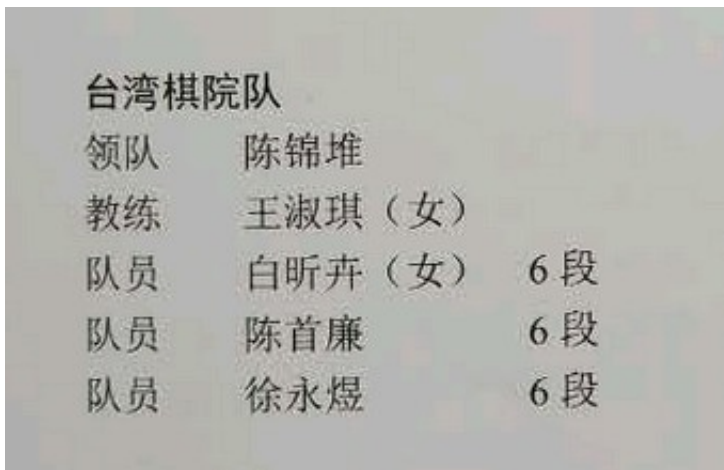 台湾棋院队
领队 陈锦堆
教练 王淑琪（女）
队员 白昕卉（女） 6 段
队员 陈首廉 6 段
队员 徐永煜 6 段